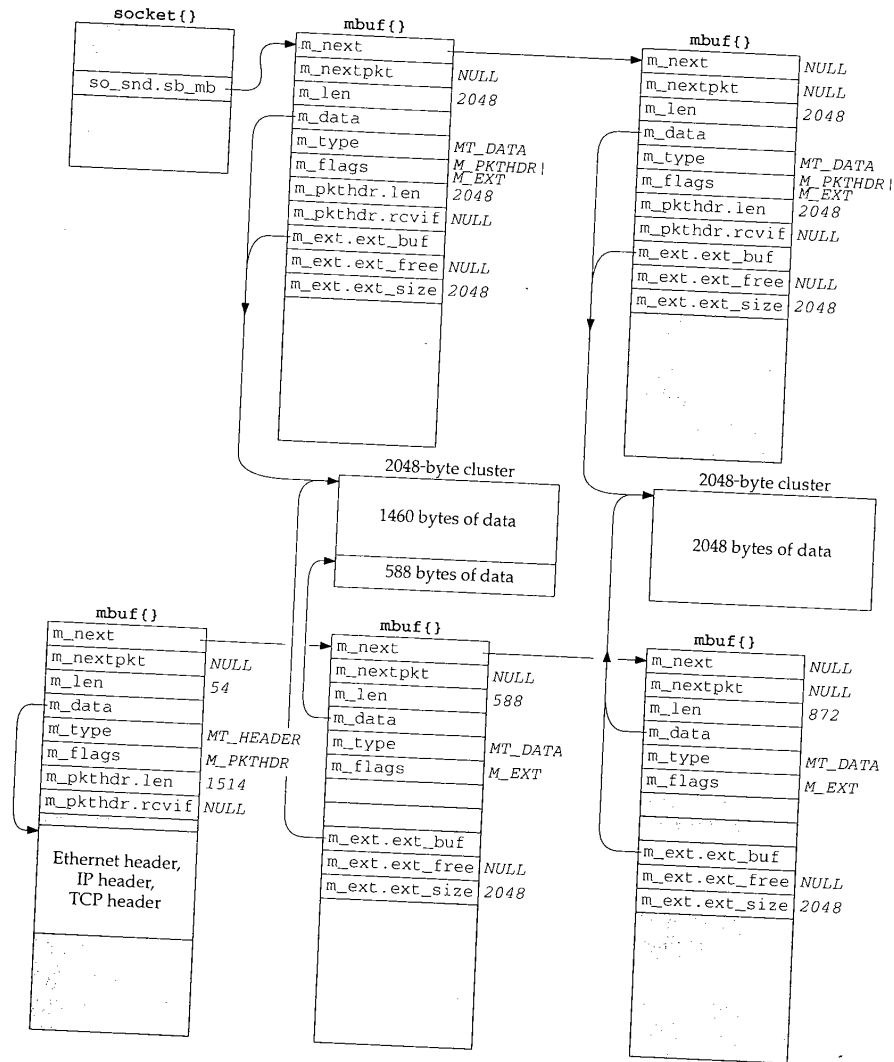 socket{}
so_snd.sb_mb
mbuf{}
m_next
m_nextpkt NULL
m_len 2048
m_data
m_type MT_DATA
m_flags M_PKTHDR|
M_EXT
m_pkthdr.len 2048
m_pkthdr.rcvif NULL
m_ext.ext_buf
m_ext.ext_free NULL
m_ext.ext_size 2048
mbuf{}
m_next NULL
m_nextpkt NULL
m_len 2048
m_data
m_type MT_DATA
m_flags M_PKTHDR|
M_EXT
m_pkthdr.len 2048
m_pkthdr.rcvif NULL
m_ext.ext_buf
m_ext.ext_free NULL
m_ext.ext_size 2048
2048-byte cluster
1460 bytes of data
588 bytes of data
2048-byte cluster
2048 bytes of data
mbuf{}
m_next
m_nextpkt NULL
m_len 54
m_data
m_type MT_HEADER
m_flags M_PKTHDR
m_pkthdr.len 1514
m_pkthdr.rcvif NULL
Ethernet header,
IP header,
TCP header
mbuf{}
m_next
m_nextpkt NULL
m_len 588
m_data
m_type MT_DATA
m_flags M_EXT
m_ext.ext_buf
m_ext.ext_free NULL
m_ext.ext_size 2048
mbuf{}
m_next NULL
m_nextpkt NULL
m_len 872
m_data
m_type MT_DATA
m_flags M_EXT
m_ext.ext_buf
m_ext.ext_free NULL
m_ext.ext_size 2048